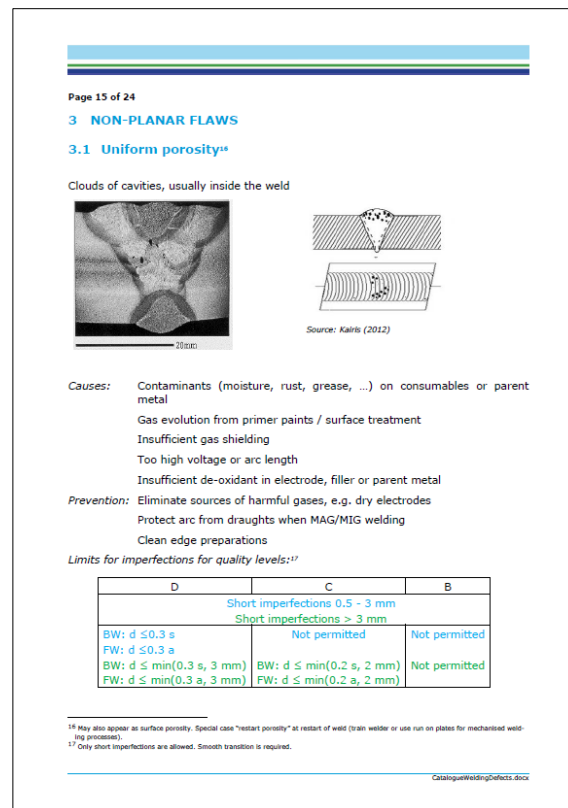 Page 15 of 24
3 NON-PLANAR FLAWS
3.1 Uniform porosity16
Clouds of cavities, usually inside the weld
20mm
Source: Kairis (2012)
Causes: Contaminants (moisture, rust, grease, ...) on consumables or parent
metal
Gas evolution from primer paints / surface treatment
Insufficient gas shielding
Too high voltage or arc length
Insufficient de-oxidant in electrode, filler or parent metal
Prevention: Eliminate sources of harmful gases, e.g. dry electrodes
Protect arc from draughts when MAG/MIG welding
Clean edge preparations
Limits for imperfections for quality levels:17
D C B
Short imperfections 0.5 - 3 mm
Short imperfections > 3 mm
BW: d ≤0.3 s Not permitted Not permitted
FW: d ≤0.3 a
BW: d ≤ min(0.3 s, 3 mm) BW: d ≤ min(0.2 s, 2 mm) Not permitted
FW: d ≤ min(0.3 a, 3 mm) FW: d ≤ min(0.2 a, 2 mm)
16 May also appear as surface porosity. Special case "restart porosity" at restart of weld (train welder or use run on plates for mechanised weld-
ing processes).
17 Only short imperfections are allowed. Smooth transition is required.
CatalogueWeldingDefects.docx